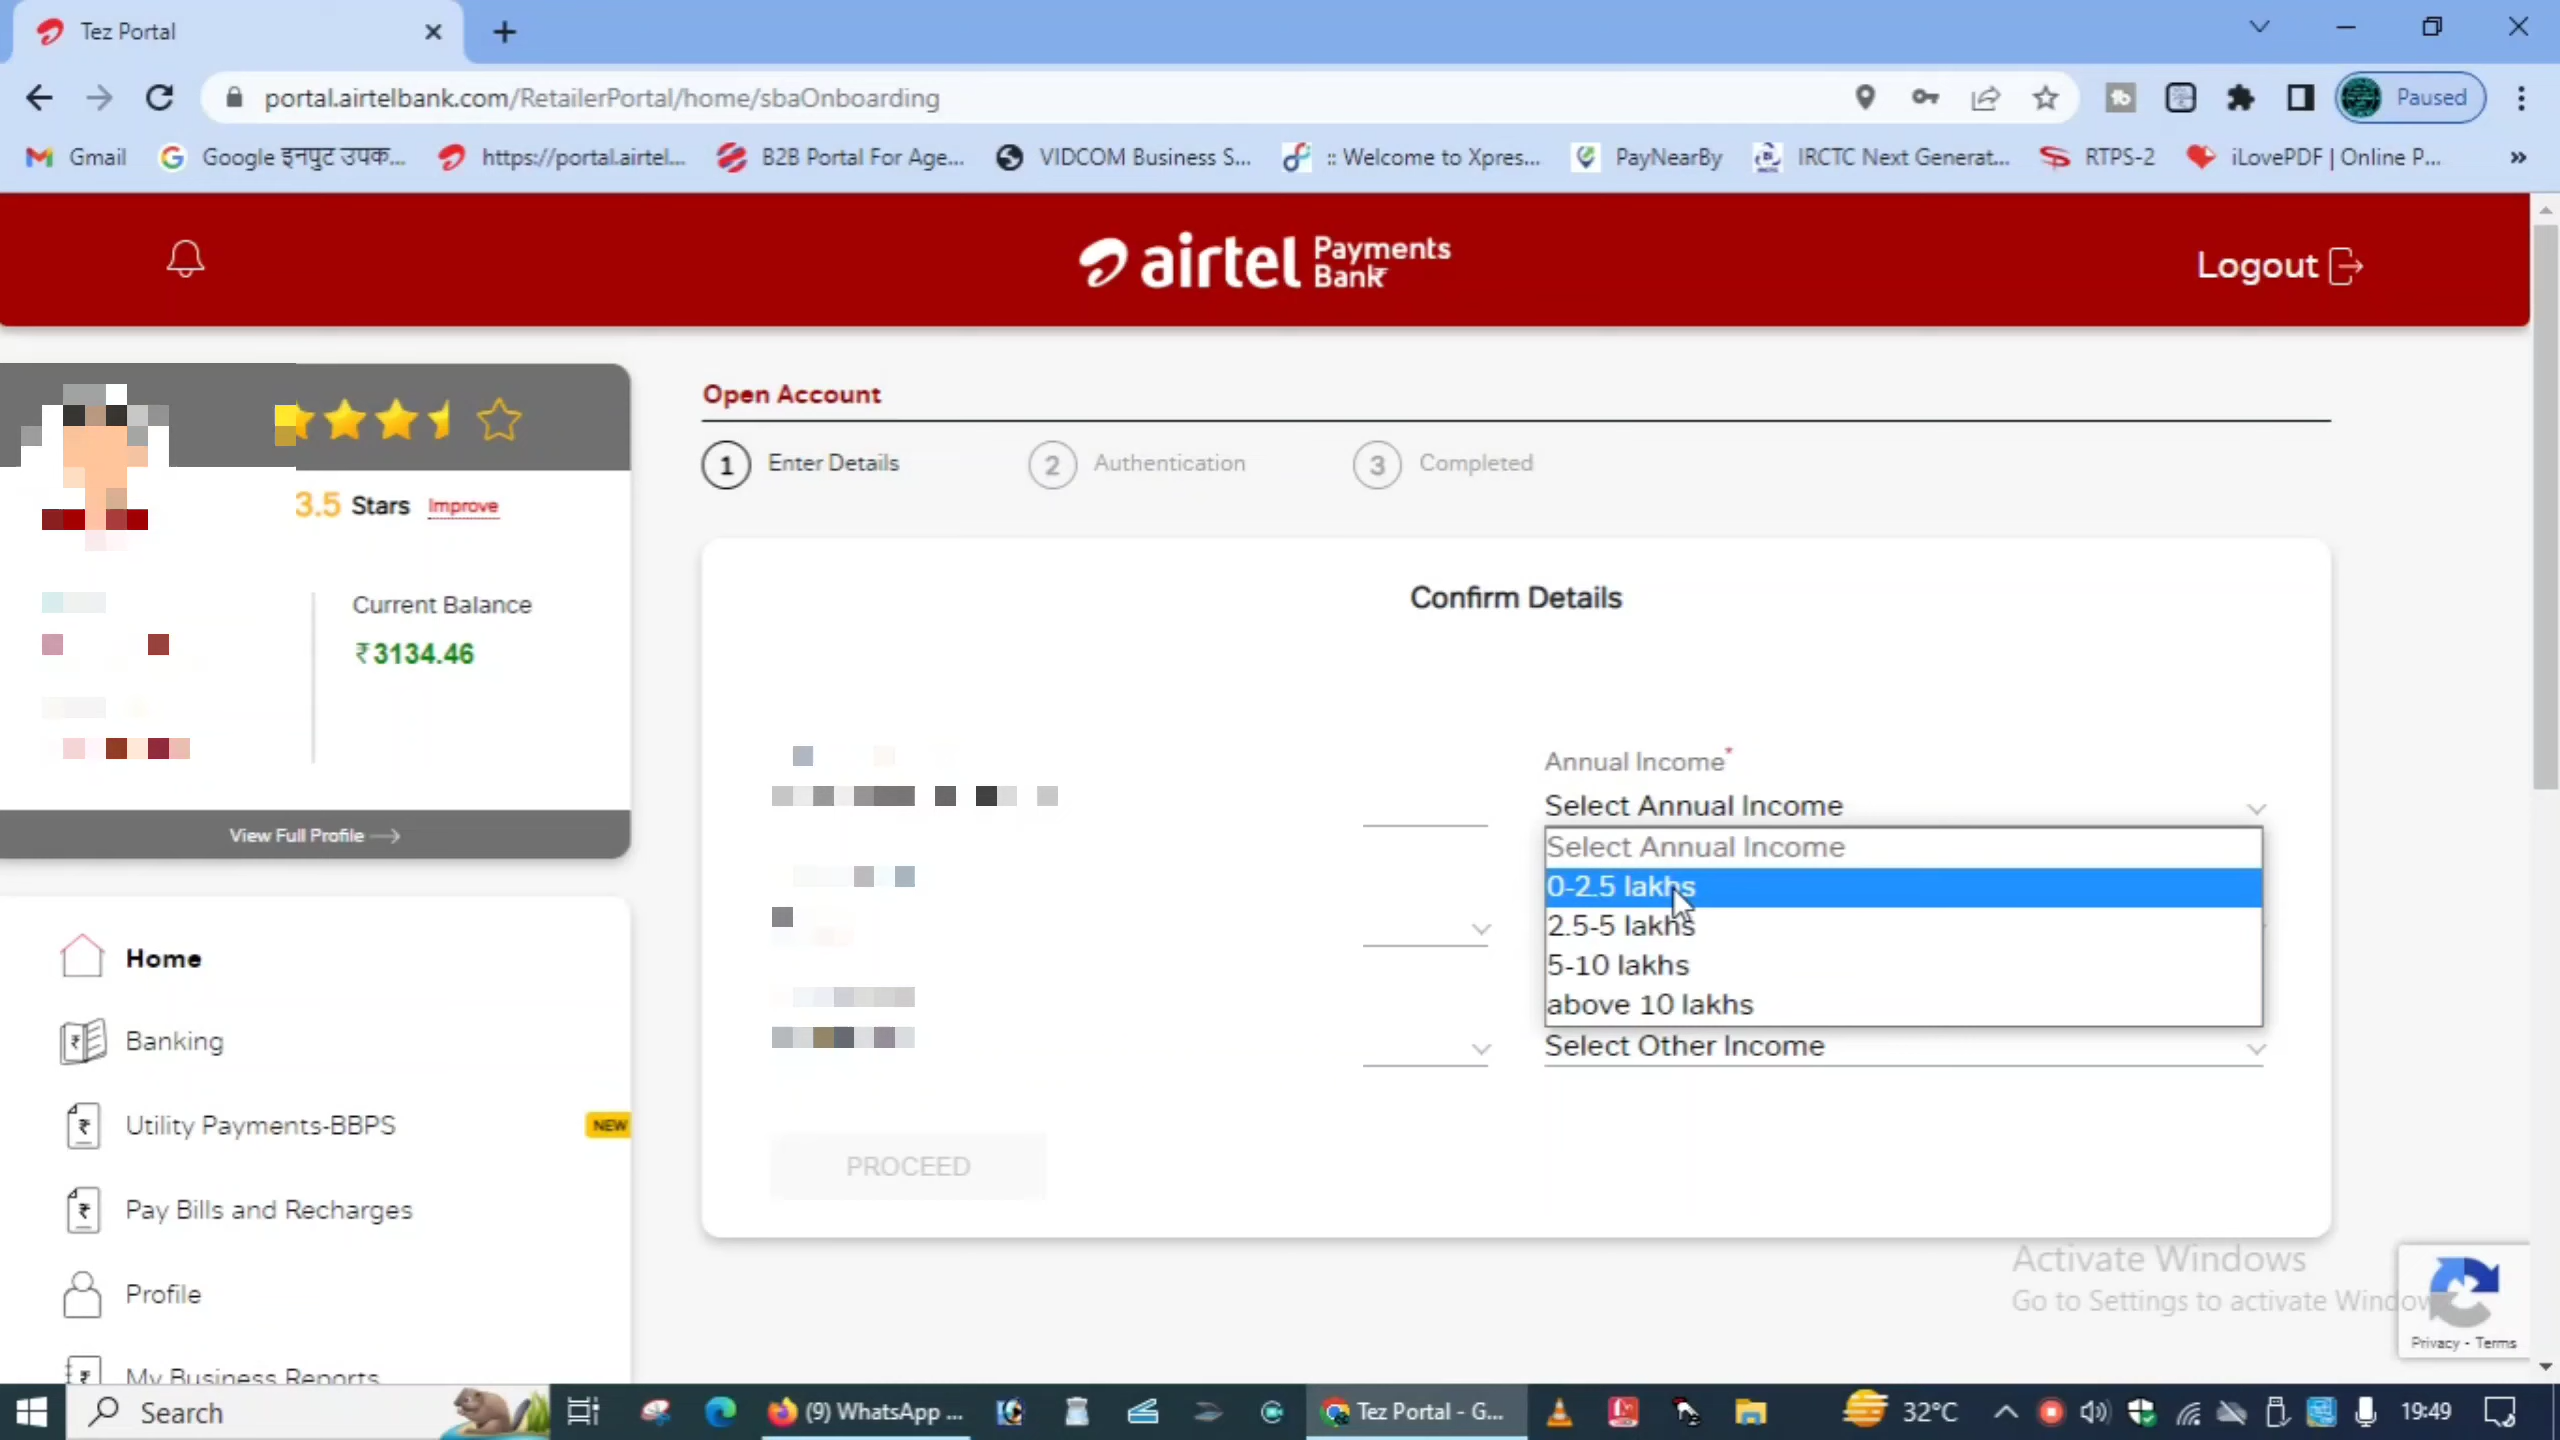 Tez Portal
portal.airtelbank.com/RetailerPortal/home/sbaOnboarding
Paused
Gmail
Google इनपुट उपक...
https://portal.airtel...
B2B Portal For Age...
VIDCOM Business S...
:: Welcome to Xpres...
PayNearBy
IRCTC Next Generat...
RTPS-2
iLovePDF | Online P...
»
airtel Payments Bank
Logout
3.5 Stars Improve
Current Balance
₹3134.46
View Full Profile
Home
Banking
Utility Payments-BBPS NEW
Pay Bills and Recharges
Profile
My Business Reports
Open Account
1 Enter Details
2 Authentication
3 Completed
Confirm Details
Annual Income*
Select Annual Income
Select Annual Income
0-2.5 lakhs
2.5-5 lakhs
5-10 lakhs
above 10 lakhs
Select Other Income
PROCEED
Activate Windows
Go to Settings to activate Window
Privacy - Terms
Search
(9) WhatsApp ...
Tez Portal - G...
32°C
19:49